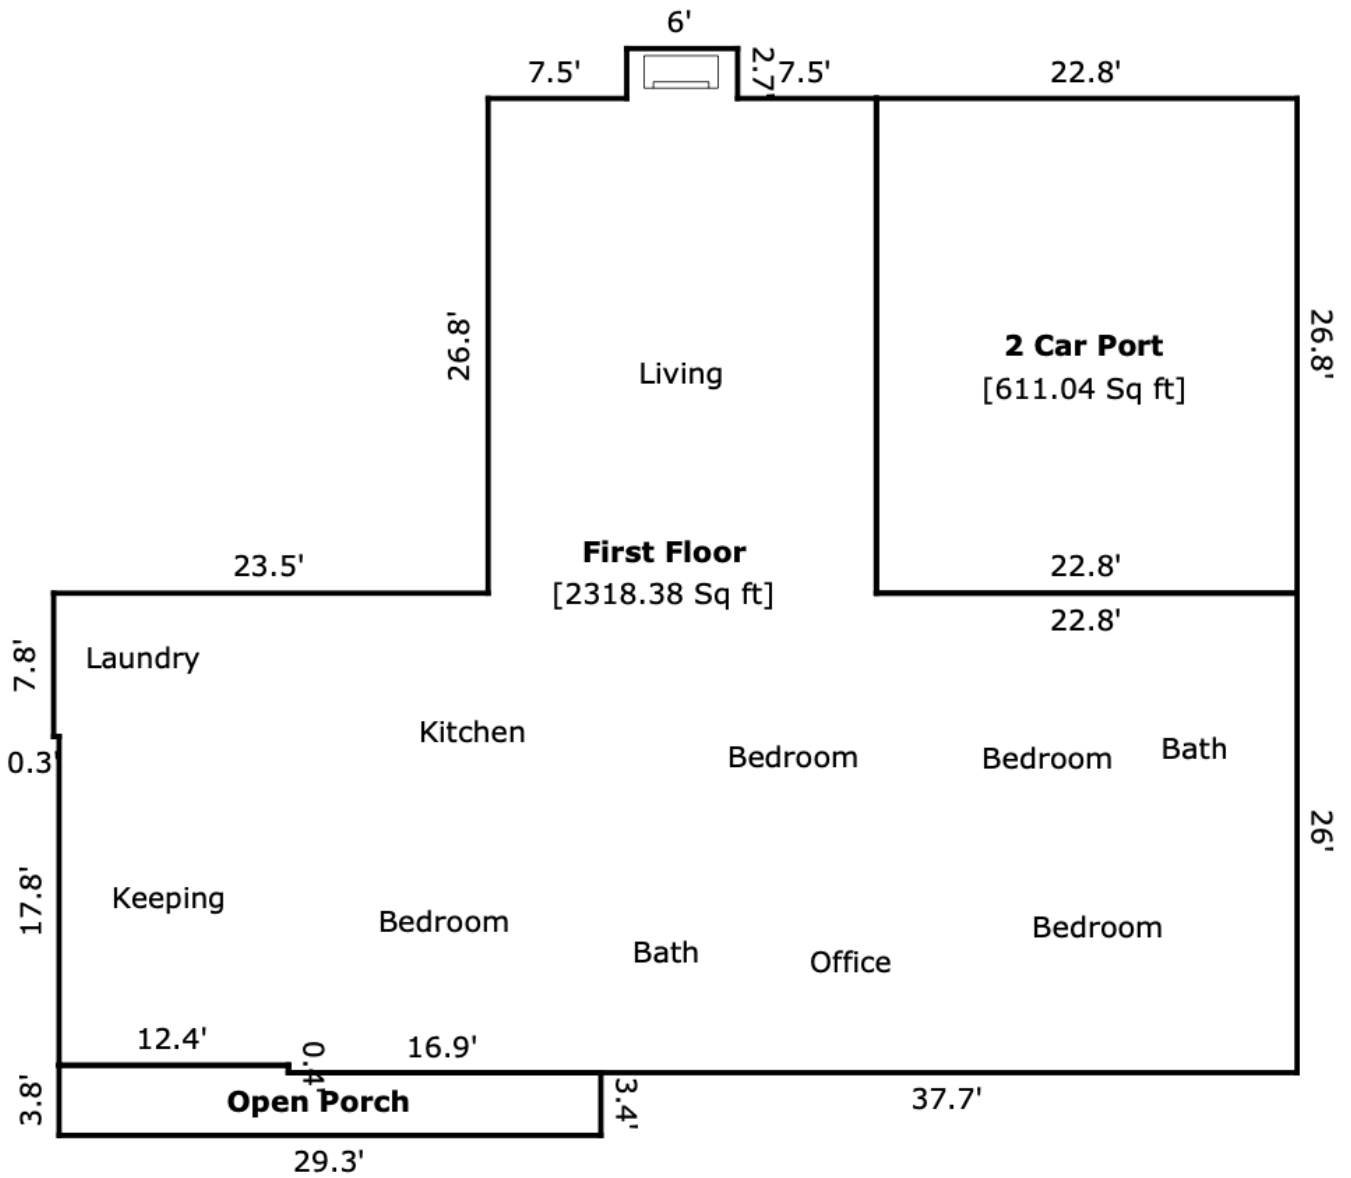 6'
7.5'
2.7'
7.5'
22.8'
26.8'
26.8'
2 Car Port
[611.04 Sq ft]
Living
First Floor
[2318.38 Sq ft]
23.5'
22.8'
22.8'
7.8'
Laundry
Kitchen
0.3'
Bedroom
Bedroom
Bath
26'
17.8'
Keeping
Bedroom
Bath
Office
Bedroom
12.4'
0.4'
16.9'
3.8'
Open Porch
3.4'
37.7'
29.3'